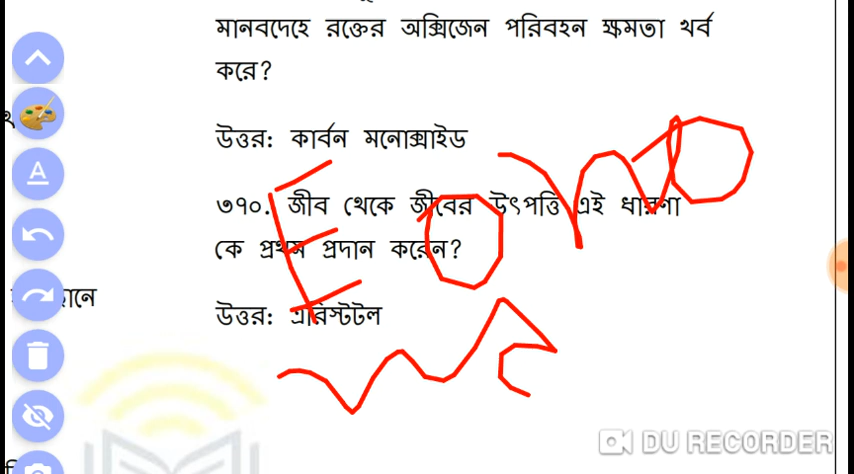 মানবদেহে রক্তের অক্সিজেন পরিবহন ক্ষমতা খর্ব
করে?
উত্তর: কার্বন মনোক্সাইড
৩৭০. জীব থেকে জীবের উৎপত্তি এই ধারণা
কে প্রথম প্রদান করেন?
উত্তর: এরিস্টটল
A
DU RECORDER